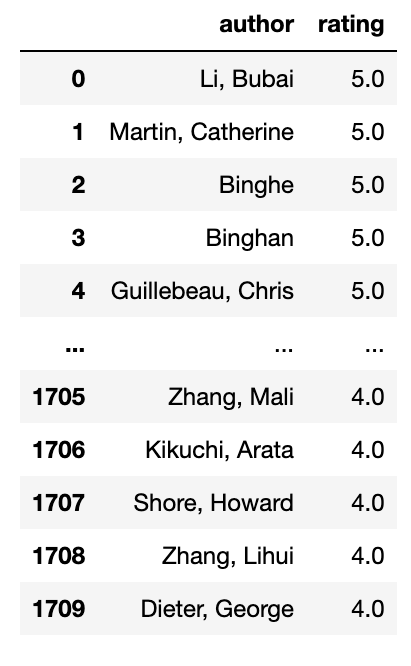 author rating
0 Li, Bubai 5.0
1 Martin, Catherine 5.0
2 Binghe 5.0
3 Binghan 5.0
4 Guillebeau, Chris 5.0
... ... ...
1705 Zhang, Mali 4.0
1706 Kikuchi, Arata 4.0
1707 Shore, Howard 4.0
1708 Zhang, Lihui 4.0
1709 Dieter, George 4.0